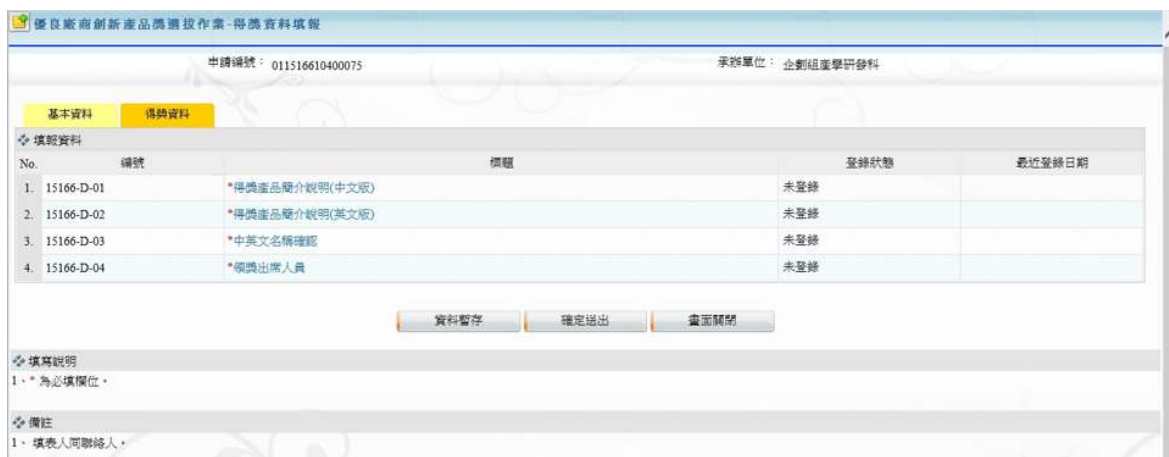 優良廠商創新產品獎選拔作業-得獎資料填報
申請編號： 011516610400075 承辦單位： 企劃組產學研發科
基本資料 得獎資料
填報資料
No. 編號 標題 登錄狀態 最近登錄日期
1. 15166-D-01 *得獎產品簡介說明(中文版) 未登錄
2. 15166-D-02 *得獎產品簡介說明(英文版) 未登錄
3. 15166-D-03 *中英文名稱確認 未登錄
4. 15166-D-04 *領獎出席人員 未登錄
資料暫存 確定送出 畫面關閉
填寫說明
1、* 為必填欄位。
備註
1、 填表人同聯絡人。